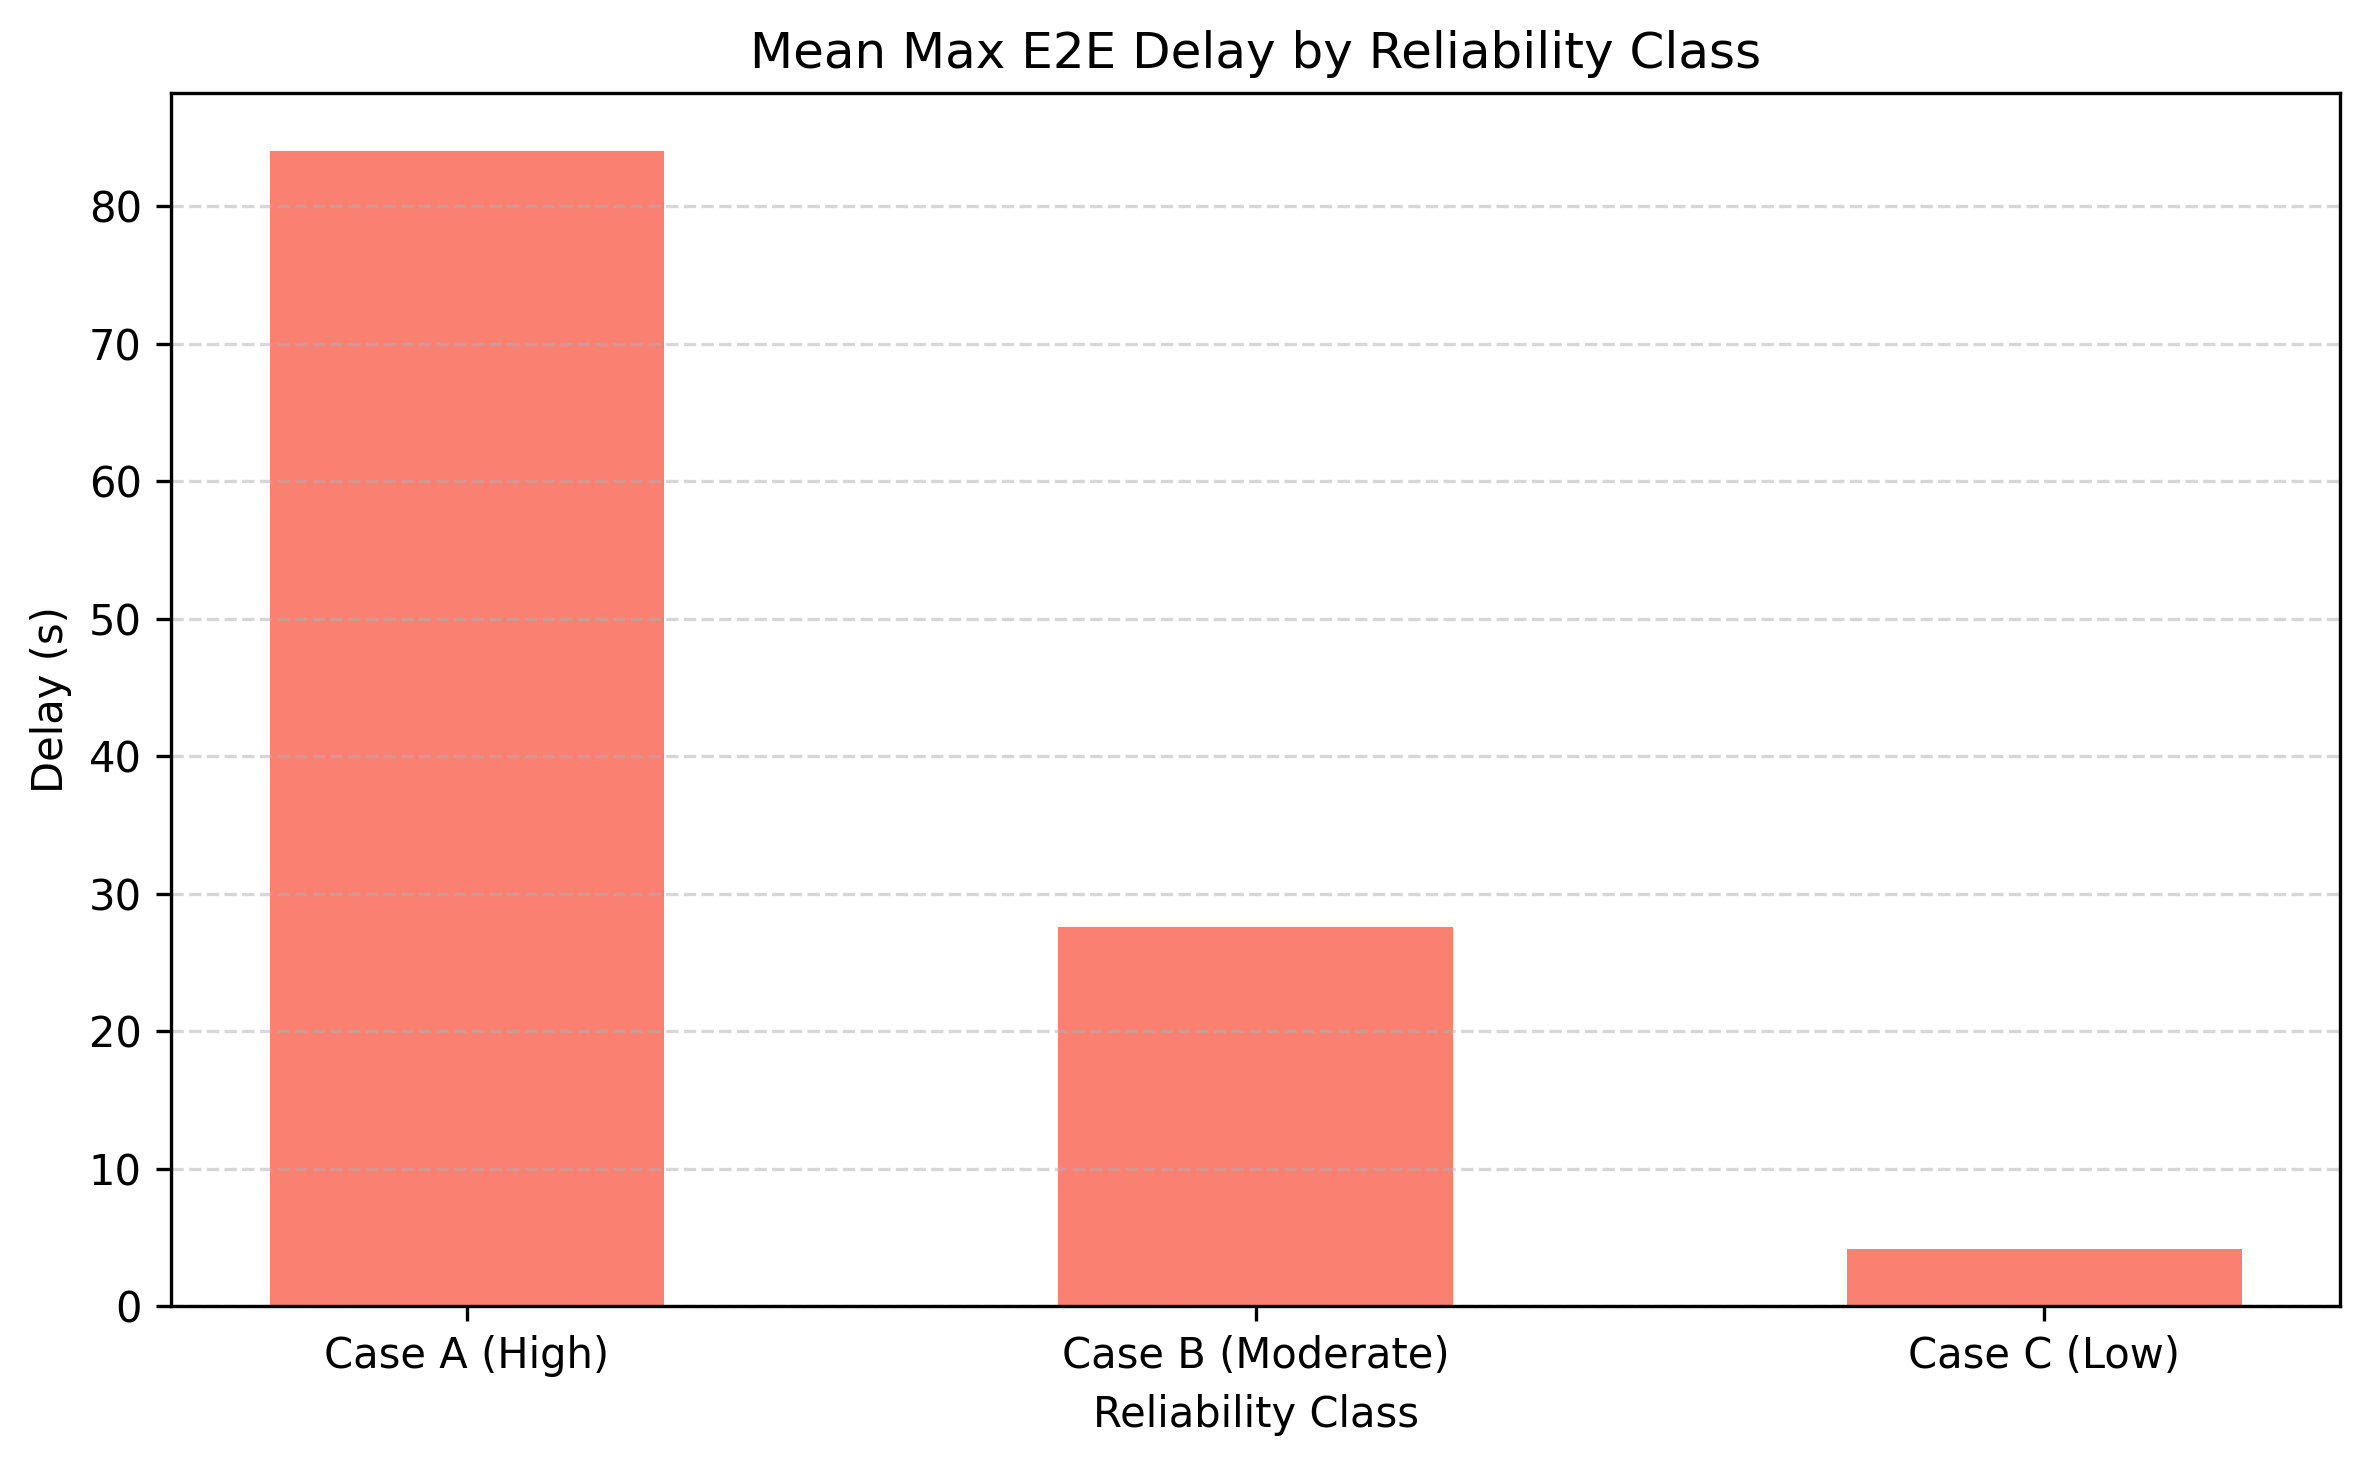 Mean Max E2E Delay by Reliability Class
80
70
60
50
40
30
20
10
0
Delay (s)
Case A (High)
Case B (Moderate)
Case C (Low)
Reliability Class